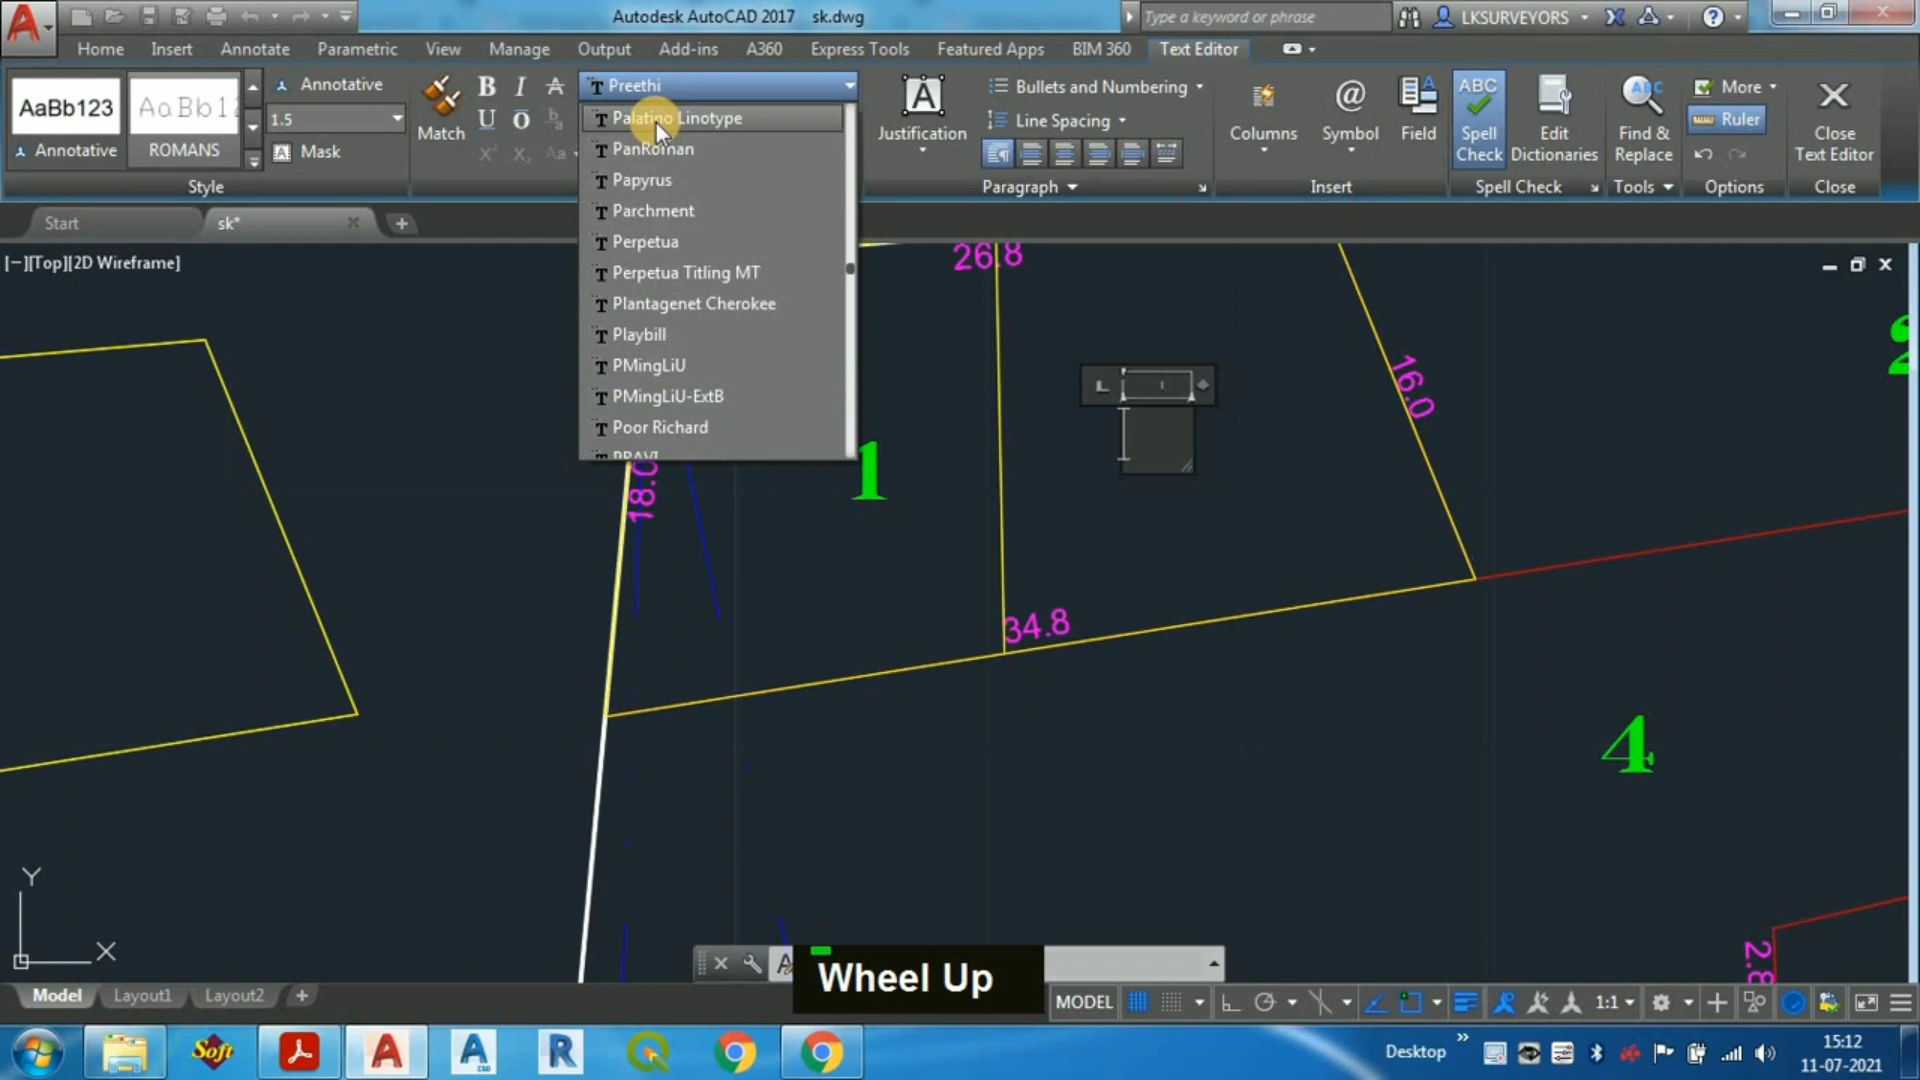 Autodesk AutoCAD 2017 sk.dwg
Type a keyword or phrase
LKSURVEYORS
Home Insert Annotate Parametric View Manage Output Add-ins A360 Express Tools Featured Apps BIM 360 Text Editor
AaBb123
Annotative
ROMANS
Annotative
1.5
Mask
Style
Match
B I A
U O
Preethi
Palatino Linotype
PanRoman
Papyrus
Parchment
Perpetua
Perpetua Titling MT
Plantagenet Cherokee
Playbill
PMingLiU
PMingLiU-ExtB
Poor Richard
Justification
Bullets and Numbering
Line Spacing
Paragraph
Columns
Symbol
Field
Insert
ABC
Spell
Check
Edit
Dictionaries
Spell Check
Find &
Replace
Tools
More
Ruler
Options
Close
Text Editor
Close
Start
sk*
[−][Top][2D Wireframe]
26.8
16.0
2
1
18.0
34.8
4
2.8
Y
X
Wheel Up
Model Layout1 Layout2
MODEL
1:1
Desktop
15:12
11-07-2021